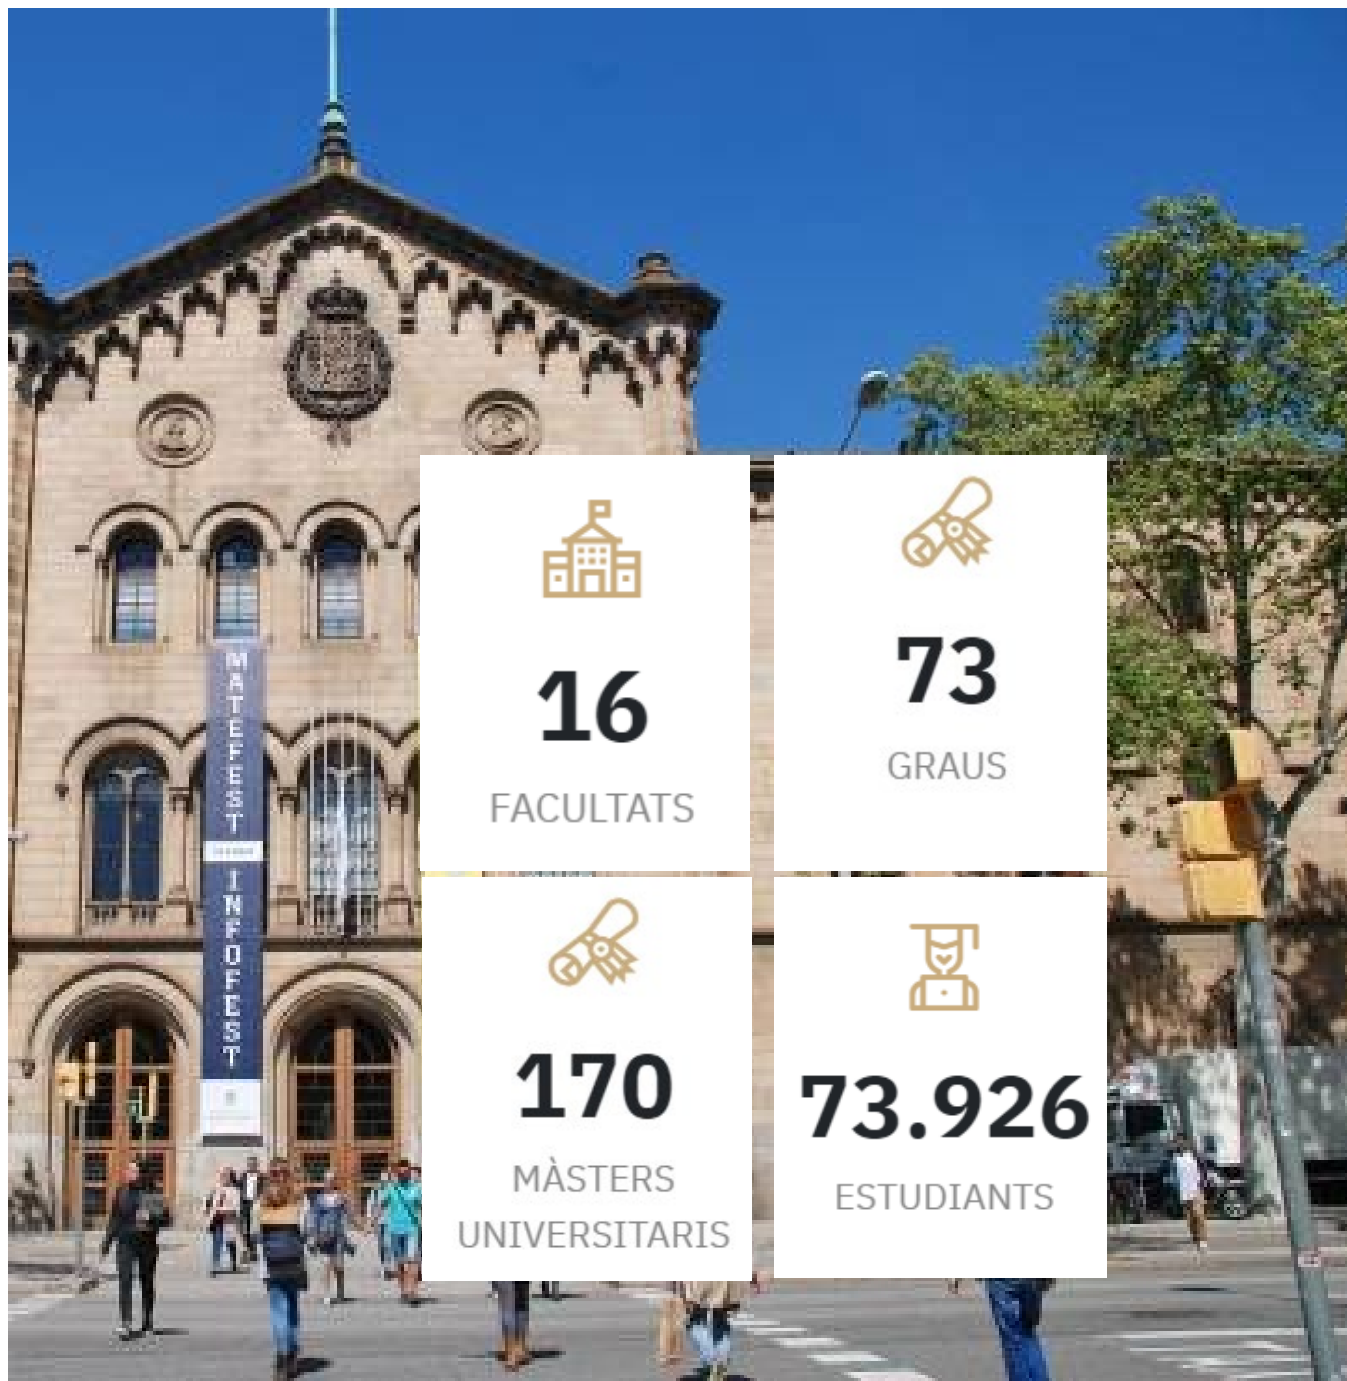 MATEFEST
INFOFEST
16
FACULTATS
73
GRAUS
170
MÀSTERS
UNIVERSITARIS
73.926
ESTUDIANTS